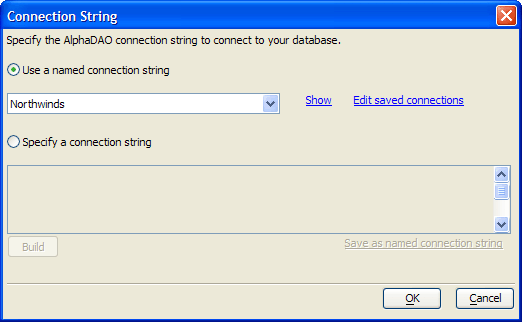 Connection String
Specify the AlphaDAO connection string to connect to your database.
Use a named connection string
Northwinds Show Edit saved connections
Specify a connection string
Build Save as named connection string
OK Cancel